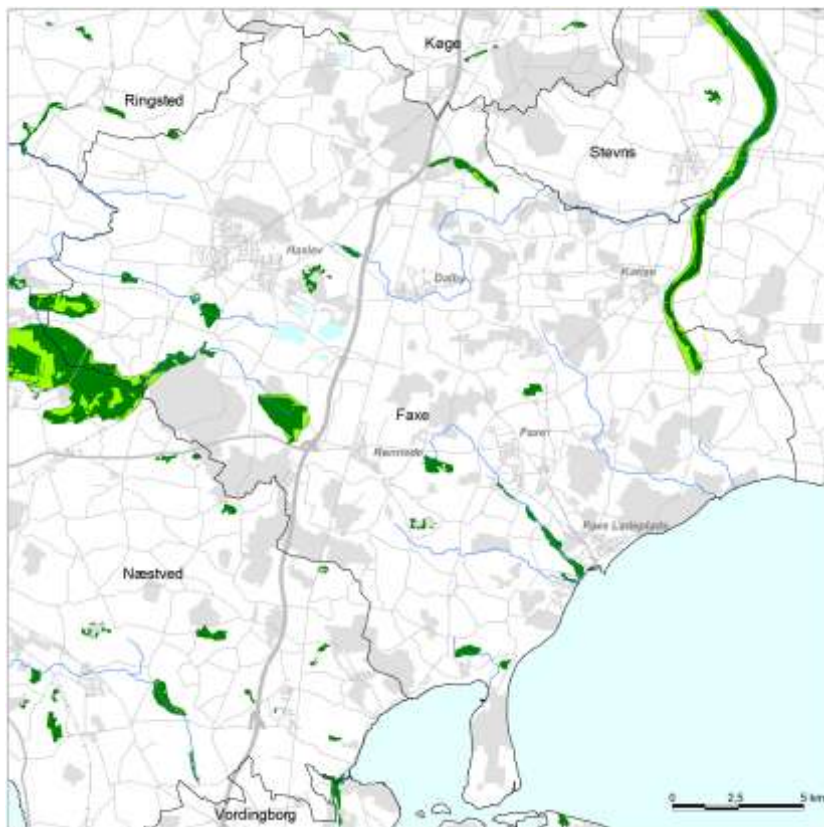 Køge
Ringsted
Stevns
Haslev
Dalby
Karise
Faxe
Faxe
Rønnede
Faxe Ladeplads
Næstved
0 2,5 5 km
Vordingborg